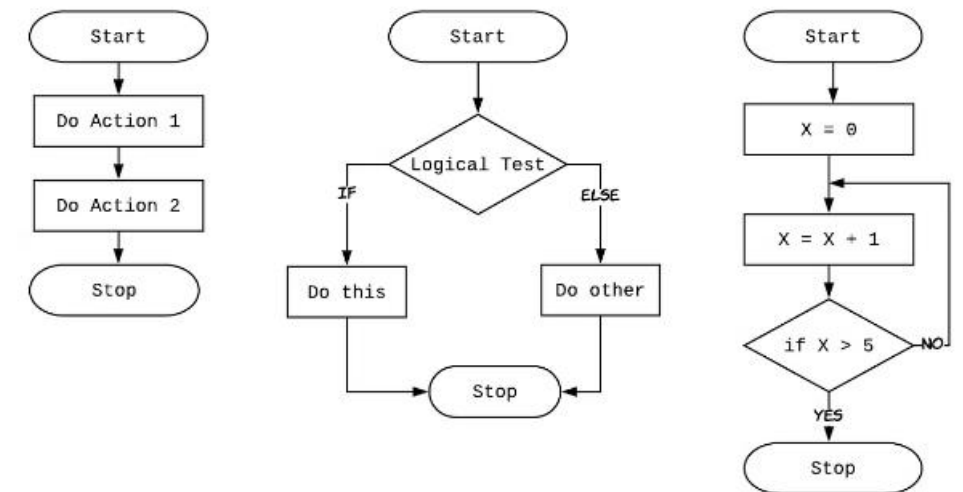 Start
Do Action 1
Do Action 2
Stop
Start
Logical Test
IF
ELSE
Do this
Do other
Stop
Start
X = 0
X = X + 1
if X > 5
NO
YES
Stop